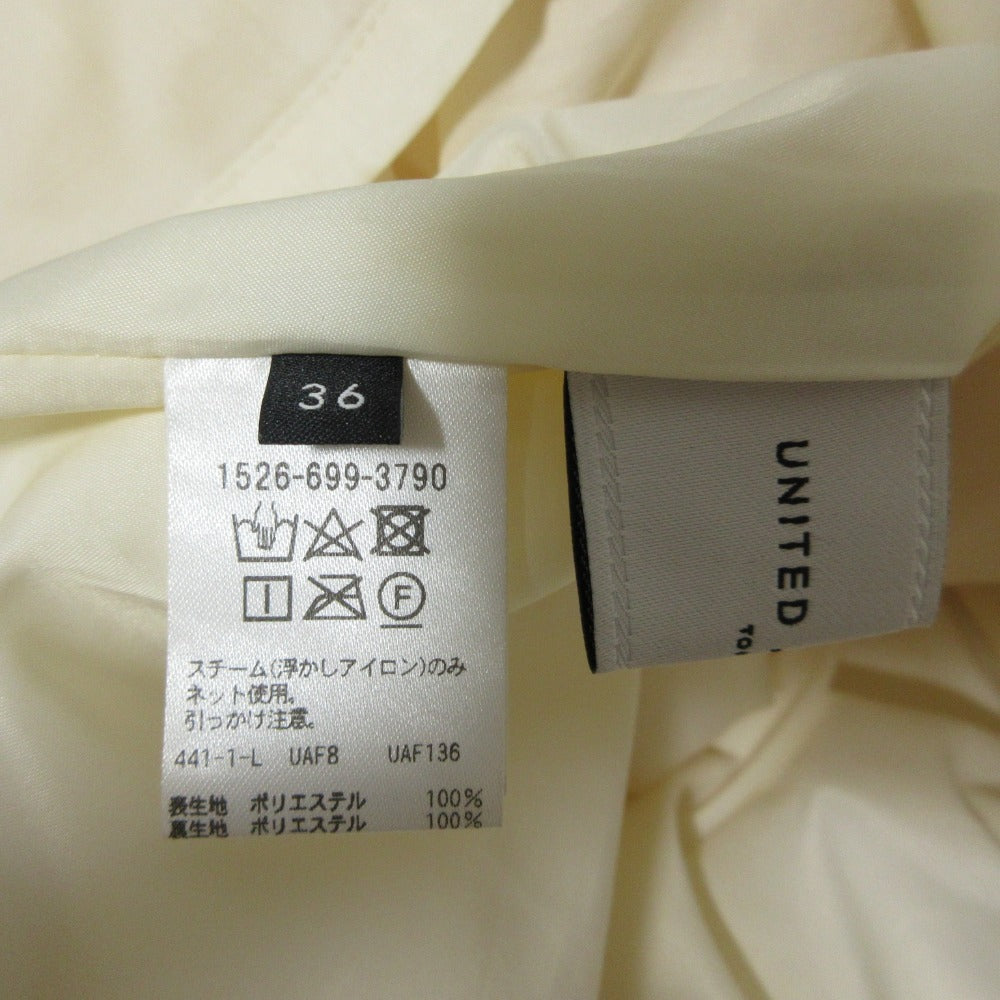 36
1526-699-3790
F
スチーム(浮かしアイロン)のみ
ネット使用。
引っかけ注意。
441-1-L UAF8 UAF136
表生地 ポリエステル 100%
裏生地 ポリエステル 100%
UNITED